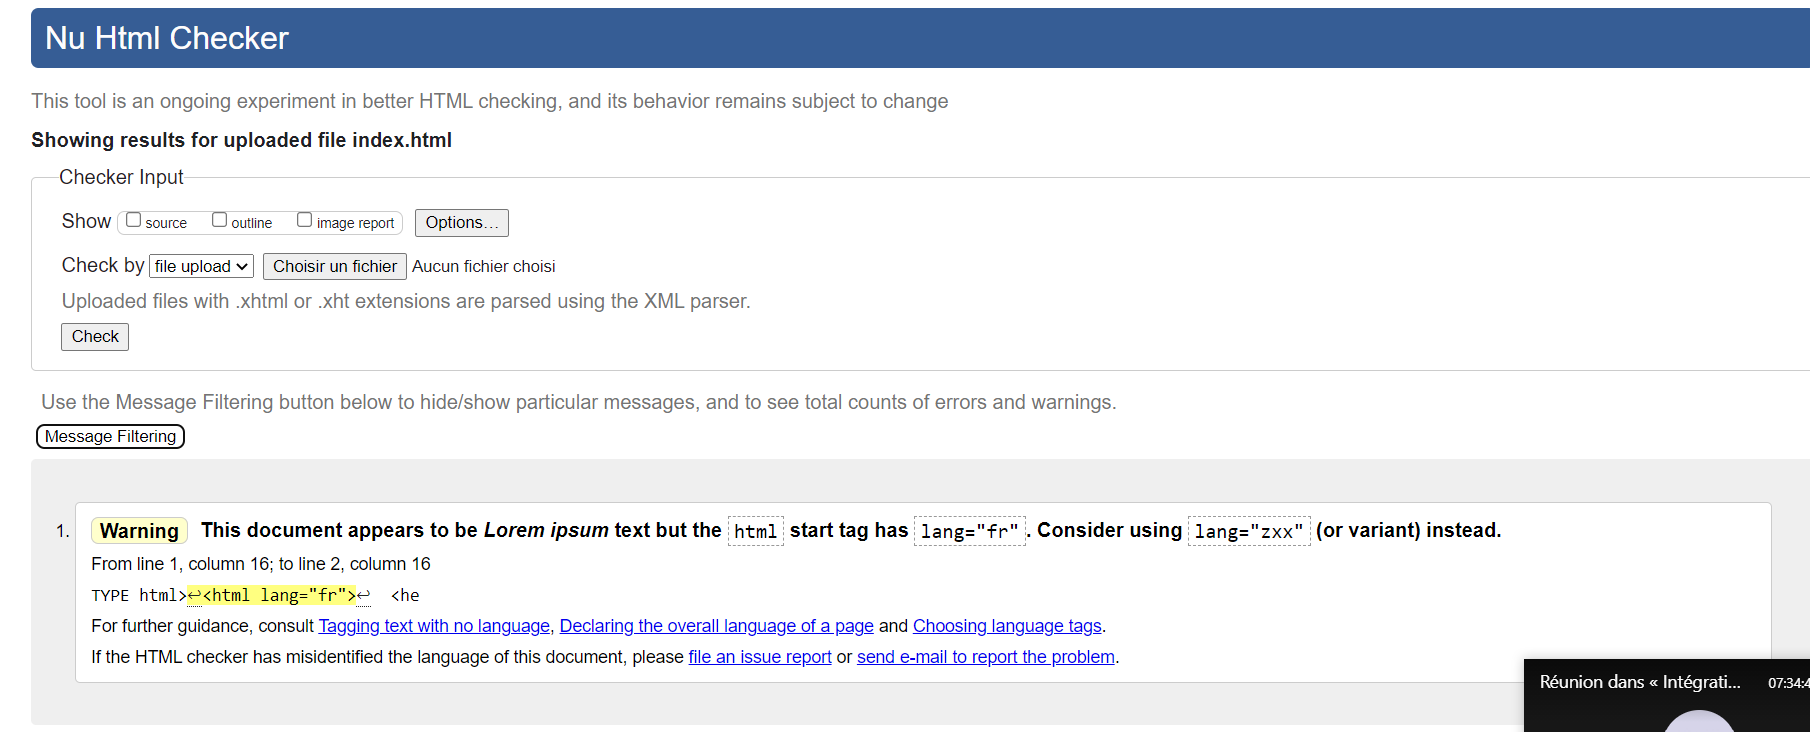 Nu Html Checker
This tool is an ongoing experiment in better HTML checking, and its behavior remains subject to change
Showing results for uploaded file index.html
Checker Input
Show source outline image report Options...
Check by file upload Choisir un fichier Aucun fichier choisi
Uploaded files with .xhtml or .xht extensions are parsed using the XML parser.
Check
Use the Message Filtering button below to hide/show particular messages, and to see total counts of errors and warnings.
Message Filtering
1. Warning This document appears to be Lorem ipsum text but the html start tag has lang="fr". Consider using lang="zxx" (or variant) instead.
From line 1, column 16; to line 2, column 16
TYPE html>↩<html lang="fr">↩ <he
For further guidance, consult Tagging text with no language, Declaring the overall language of a page and Choosing language tags.
If the HTML checker has misidentified the language of this document, please file an issue report or send e-mail to report the problem.
Réunion dans « Intégrati... 07:34:4